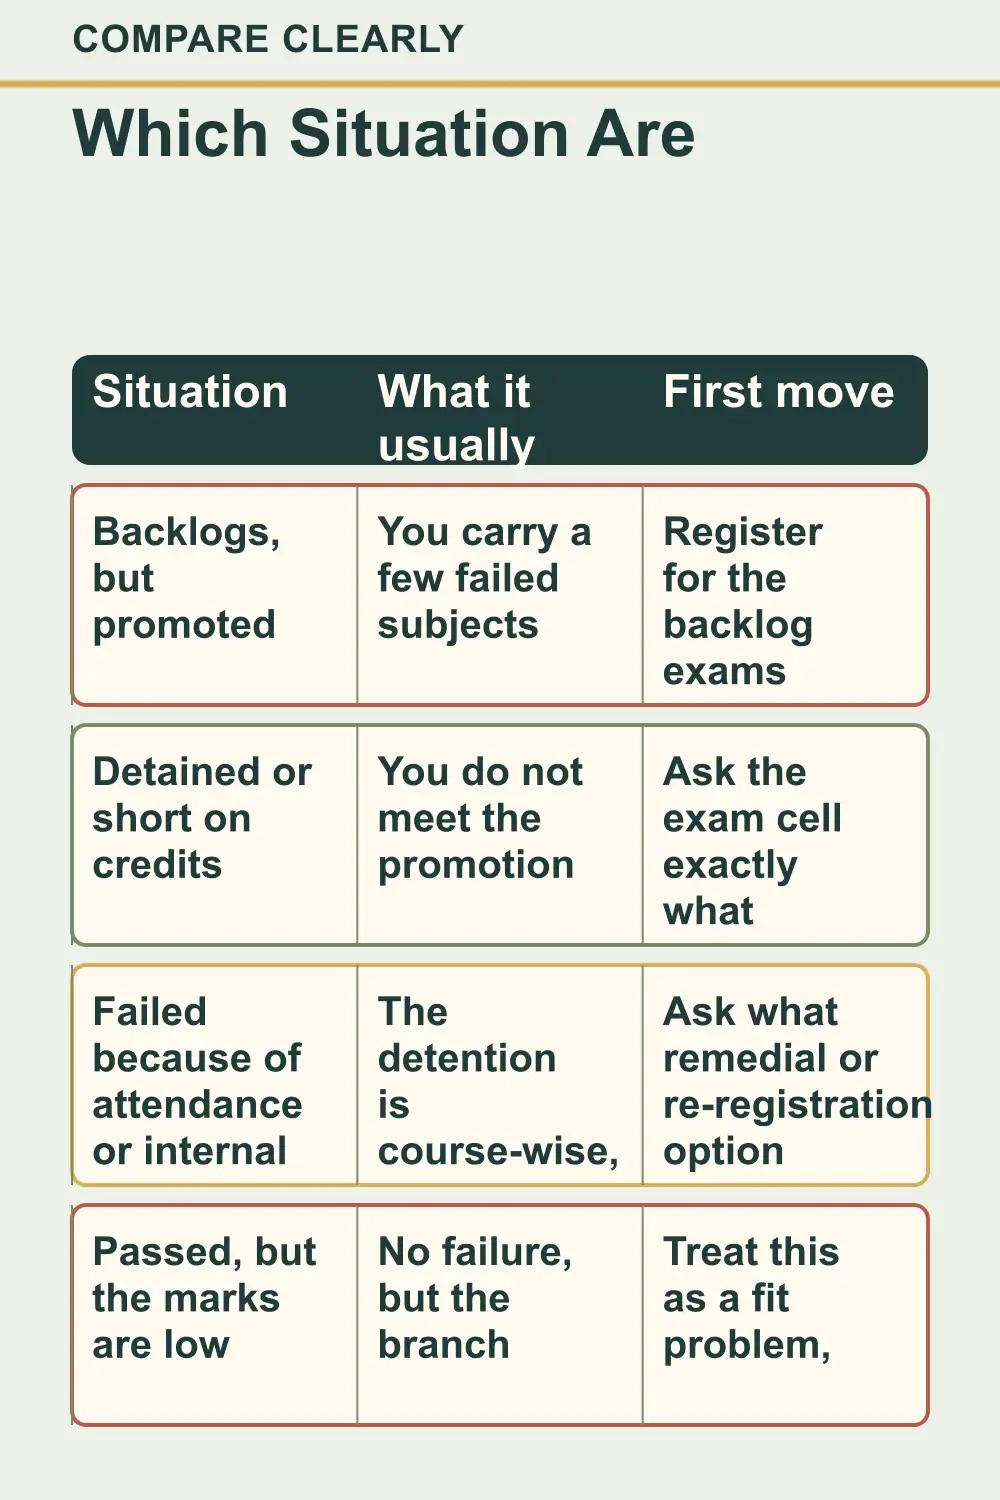 COMPARE CLEARLY
Which Situation Are
Situation
What it
usually
First move
Backlogs,
but
promoted
You carry a
few failed
subjects
Register
for the
backlog
exams
Detained or
short on
credits
You do not
meet the
promotion
Ask the
exam cell
exactly
what
Failed
because of
attendance
or internal
The
detention
is
course-wise,
Ask what
remedial or
re-registration
option
Passed, but
the marks
are low
No failure,
but the
branch
Treat this
as a fit
problem,